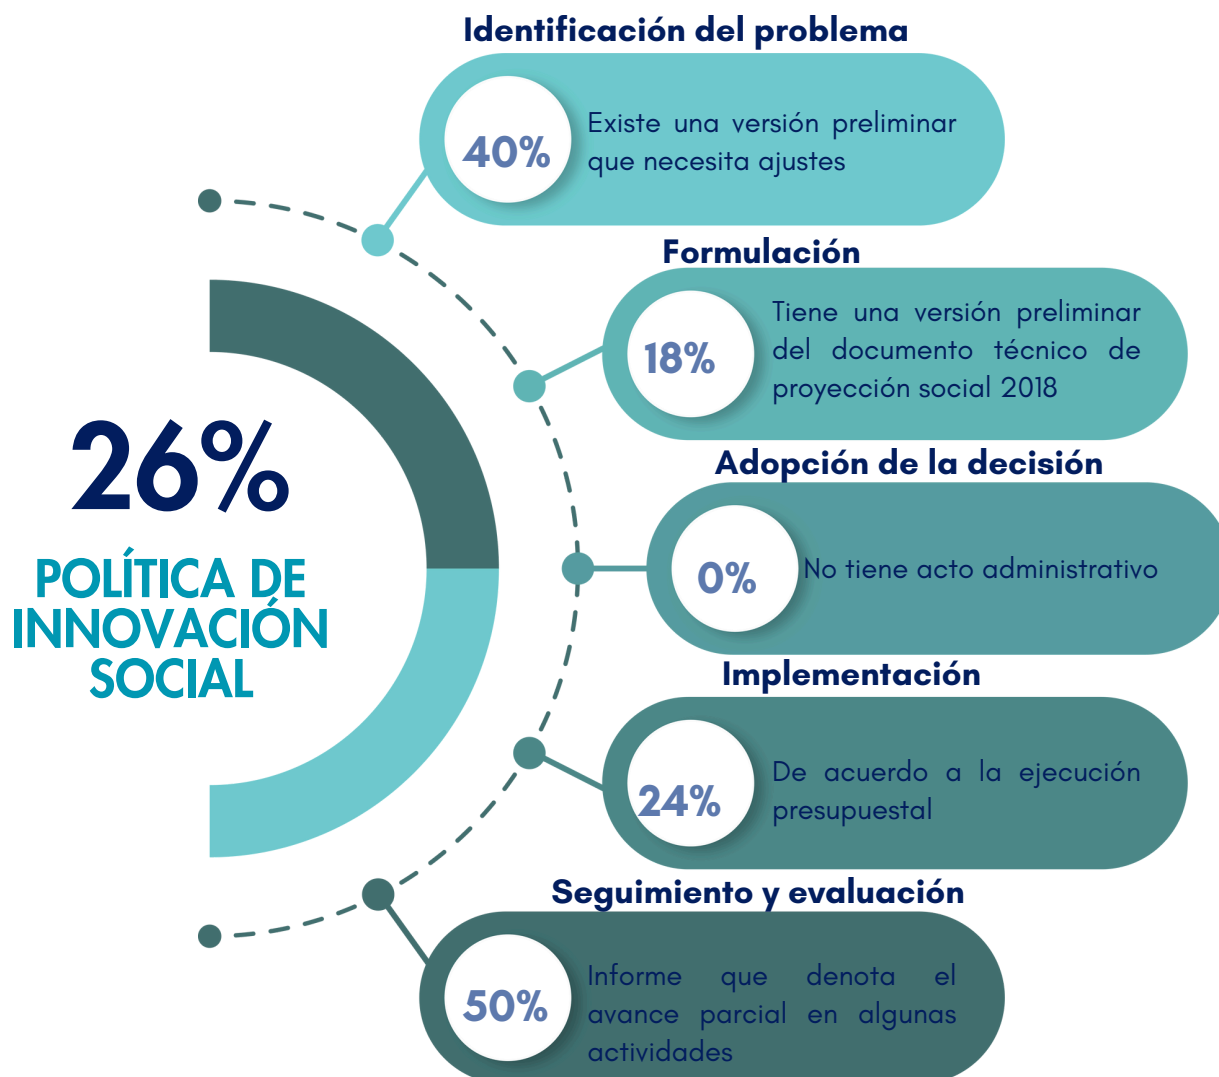 Identificación del problema
40%
Existe una versión preliminar
que necesita ajustes
Formulación
18%
Tiene una versión preliminar
del documento técnico de
proyección social 2018
26%
POLÍTICA DE
INNOVACIÓN
SOCIAL
Adopción de la decisión
0%
No tiene acto administrativo
Implementación
24%
De acuerdo a la ejecución
presupuestal
Seguimiento y evaluación
50%
Informe que denota el
avance parcial en algunas
actividades